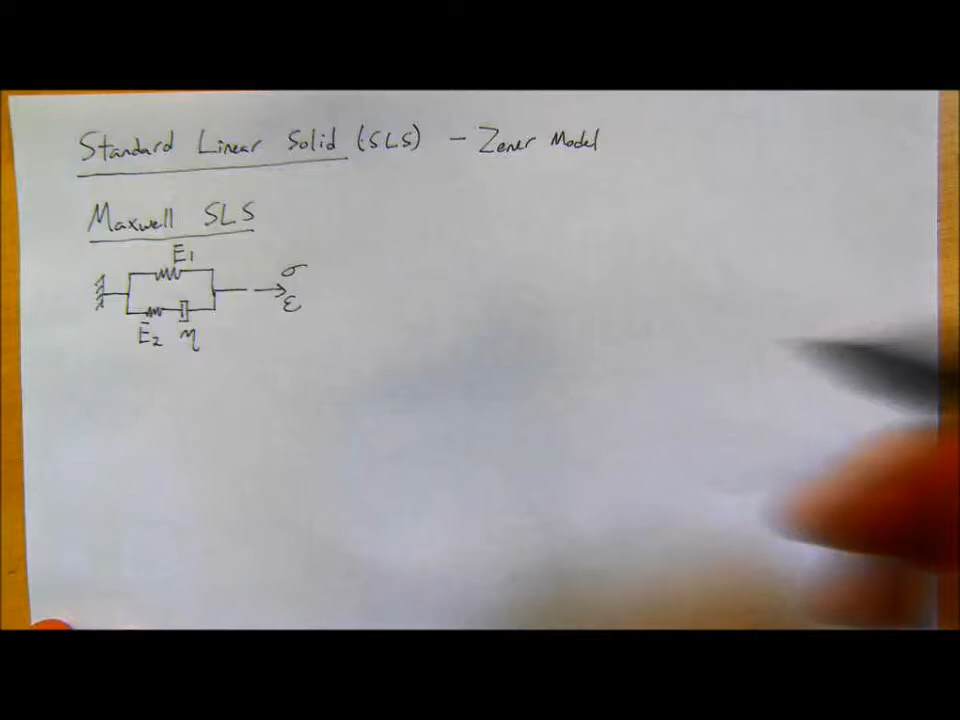 Standard Linear Solid (SLS) - Zener Model
Maxwell SLS
E1
σ
ε
E2 η